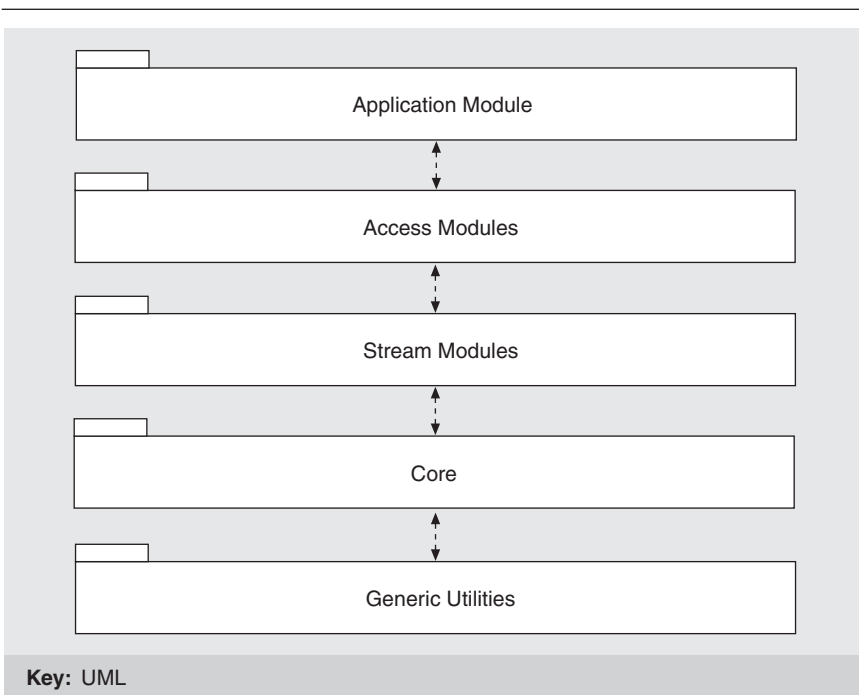 Application Module
Access Modules
Stream Modules
Core
Generic Utilities
Key: UML